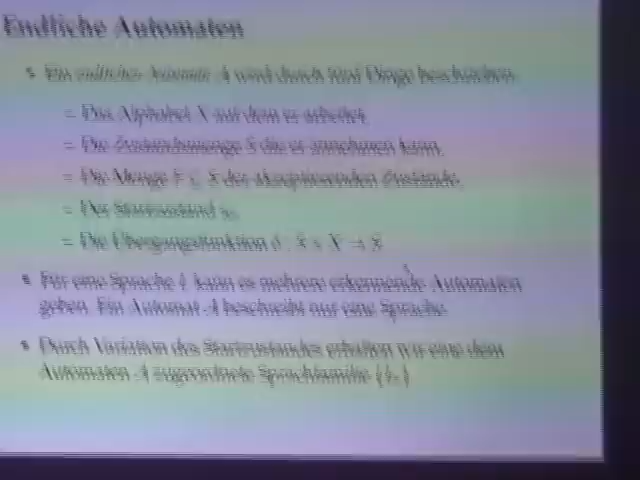 Endliche Automaten
Ein endlicher Automat A wird durch fünf Dinge beschrieben
– Das Alphabet X auf dem er arbeitet.
– Die Zustandsmenge S die er annehmen kann.
– Die Menge F ⊆ S der akzeptierenden Zustände.
– Der Startzustand s₀
– Die Übergangsfunktion δ : S × X → S
Für eine Sprache L kann es mehrere erkennende Automaten
geben. Ein Automat A beschreibt nur eine Sprache.
Durch Variation des Startzustandes erhalten wir eine dem
Automaten A zugeordnete Sprachfamilie